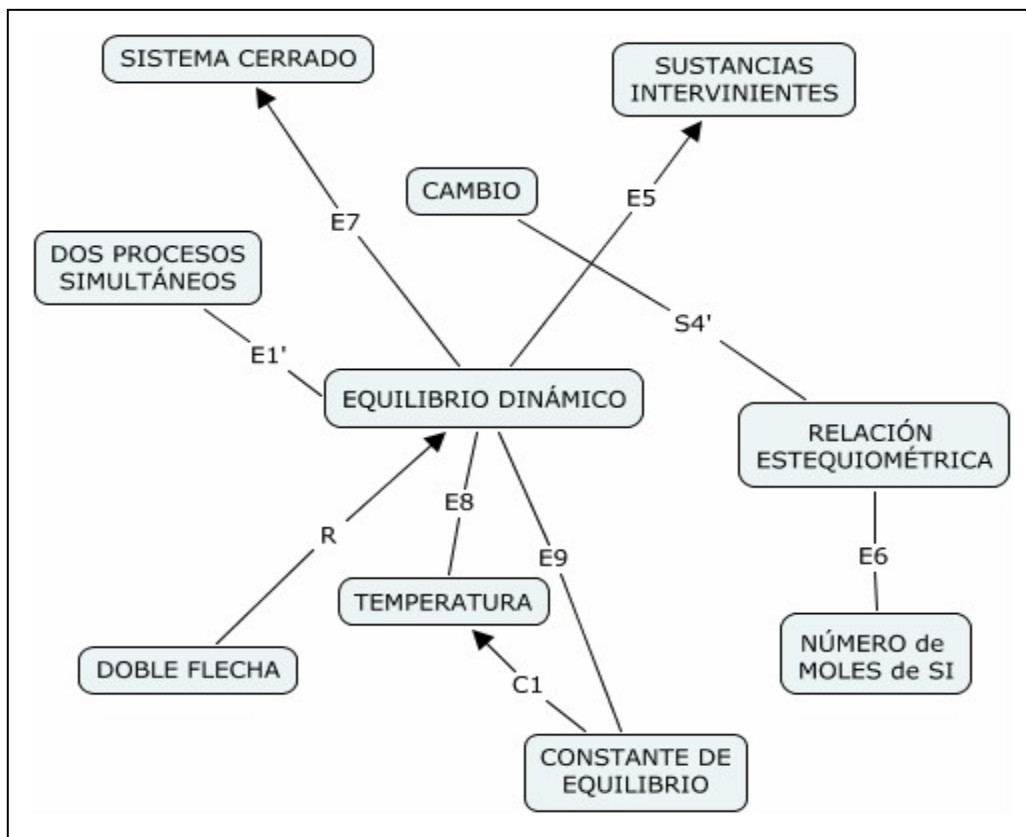 SISTEMA CERRADO
SUSTANCIAS
INTERVINIENTES
CAMBIO
E5
E7
DOS PROCESOS
SIMULTÁNEOS
S4'
E1'
EQUILIBRIO DINÁMICO
RELACIÓN
ESTEQUIOMÉTRICA
E8
R
E9
E6
TEMPERATURA
NÚMERO de
MOLES de SI
DOBLE FLECHA
C1
CONSTANTE DE
EQUILIBRIO